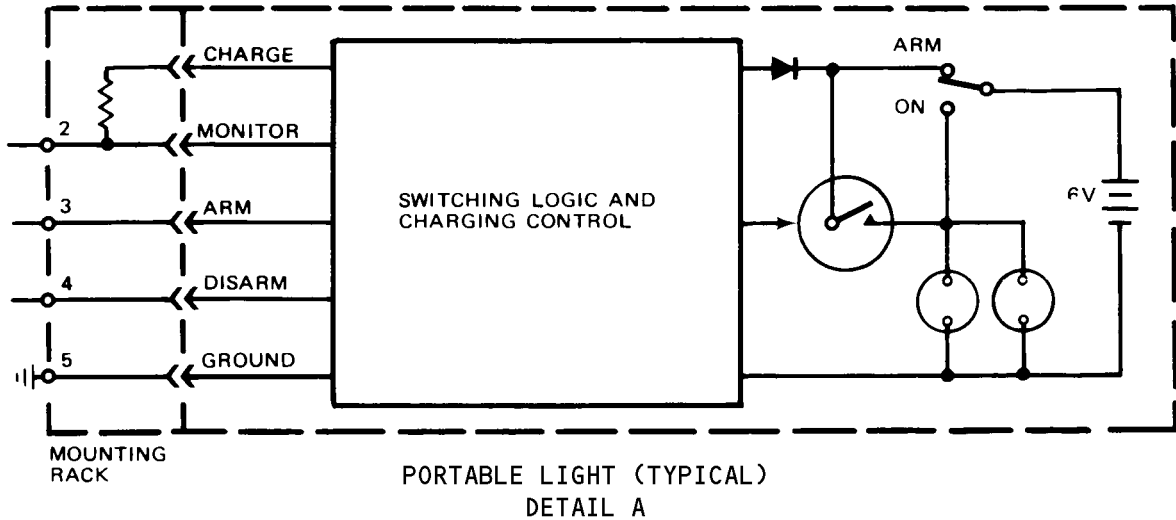 CHARGE
ARM
ON
2
MONITOR
3
ARM
SWITCHING LOGIC AND
CHARGING CONTROL
6V
4
DISARM
5
GROUND
MOUNTING
RACK
PORTABLE LIGHT (TYPICAL)
DETAIL A